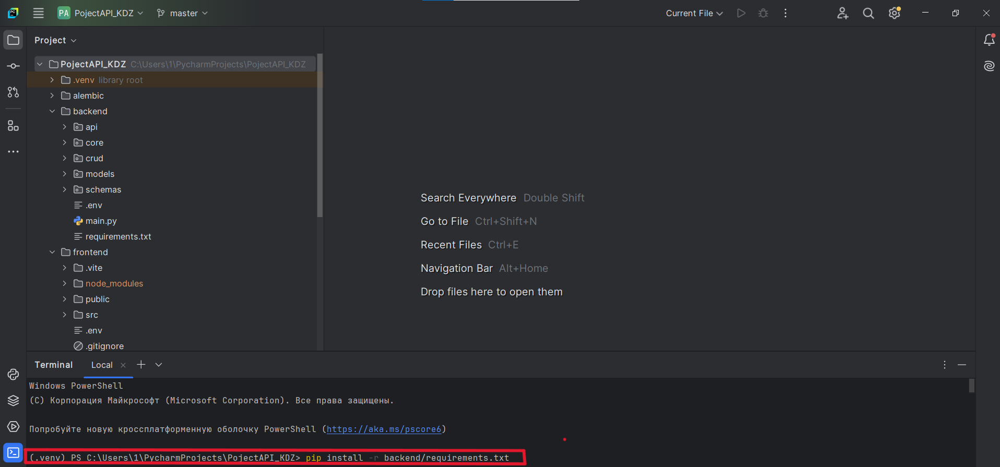 PC
PA PojectAPI_KDZ master Current File
Project
PojectAPI_KDZ C:\Users\1\PycharmProjects\PojectAPI_KDZ
.venv library root
alembic
backend
api
core
crud
models
schemas
.env
main.py
requirements.txt
frontend
.vite
node_modules
public
src
.env
.gitignore
Search Everywhere Double Shift
Go to File Ctrl+Shift+N
Recent Files Ctrl+E
Navigation Bar Alt+Home
Drop files here to open them
Terminal Local
Windows PowerShell
(C) Корпорация Майкрософт (Microsoft Corporation). Все права защищены.
Попробуйте новую кроссплатформенную оболочку PowerShell (https://aka.ms/pscore6)
(.venv) PS C:\Users\1\PycharmProjects\PojectAPI_KDZ> pip install -r backend/requirements.txt